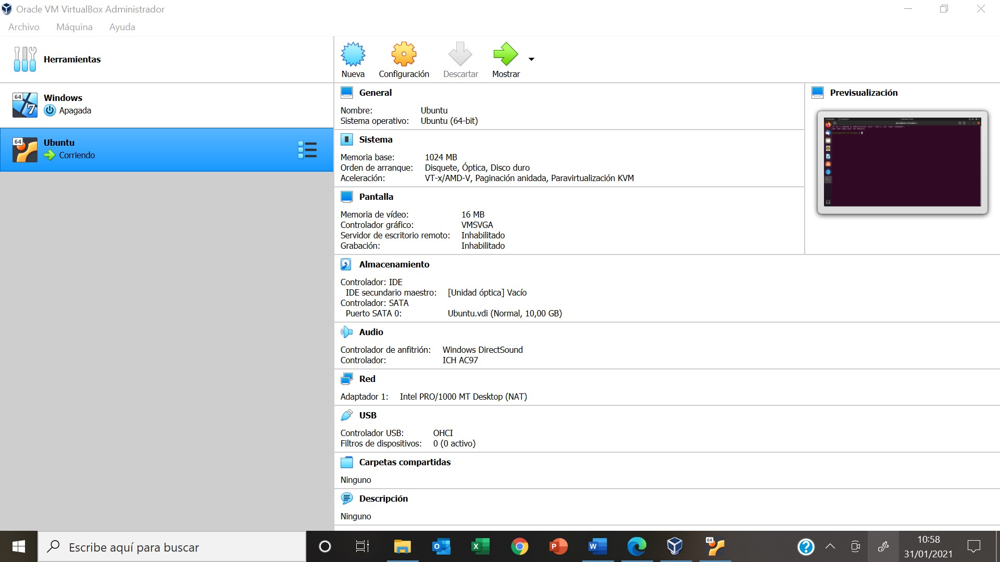 Oracle VM VirtualBox Administrador
Archivo Máquina Ayuda
Herramientas
Nueva Configuración Descartar Mostrar
64
7
Windows
Apagada
64
Ubuntu
Corriendo
General
Nombre: Ubuntu
Sistema operativo: Ubuntu (64-bit)
Sistema
Memoria base: 1024 MB
Orden de arranque: Disquete, Óptica, Disco duro
Aceleración: VT-x/AMD-V, Paginación anidada, Paravirtualización KVM
Pantalla
Memoria de vídeo: 16 MB
Controlador gráfico: VMSVGA
Servidor de escritorio remoto: Inhabilitado
Grabación: Inhabilitado
Previsualización
Almacenamiento
Controlador: IDE
IDE secundario maestro: [Unidad óptica] Vacío
Controlador: SATA
Puerto SATA 0: Ubuntu.vdi (Normal, 10,00 GB)
Audio
Controlador de anfitrión: Windows DirectSound
Controlador: ICH AC97
Red
Adaptador 1: Intel PRO/1000 MT Desktop (NAT)
USB
Controlador USB: OHCI
Filtros de dispositivos: 0 (0 activo)
Carpetas compartidas
Ninguno
Descripción
Ninguno
Escribe aquí para buscar
64
10:58
31/01/2021